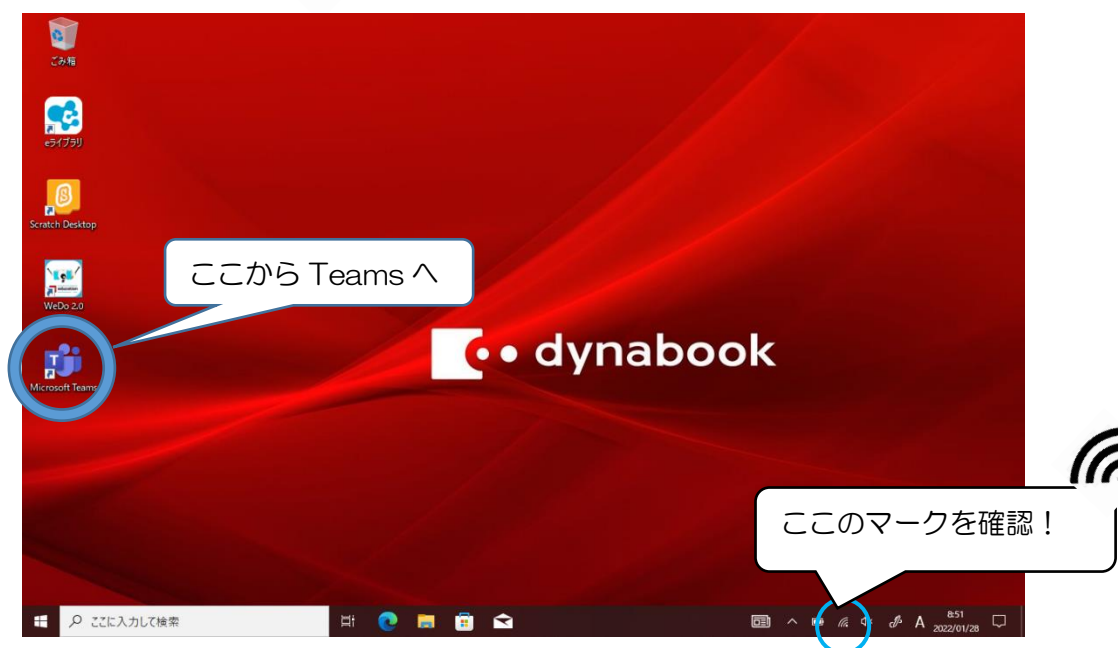 ごみ箱
eライブラリ
Scratch Desktop
ここから Teams へ
WeDo 2.0
dynabook
Microsoft Teams
ここのマークを確認！
ここに入力して検索
A
8:51
2022/01/28